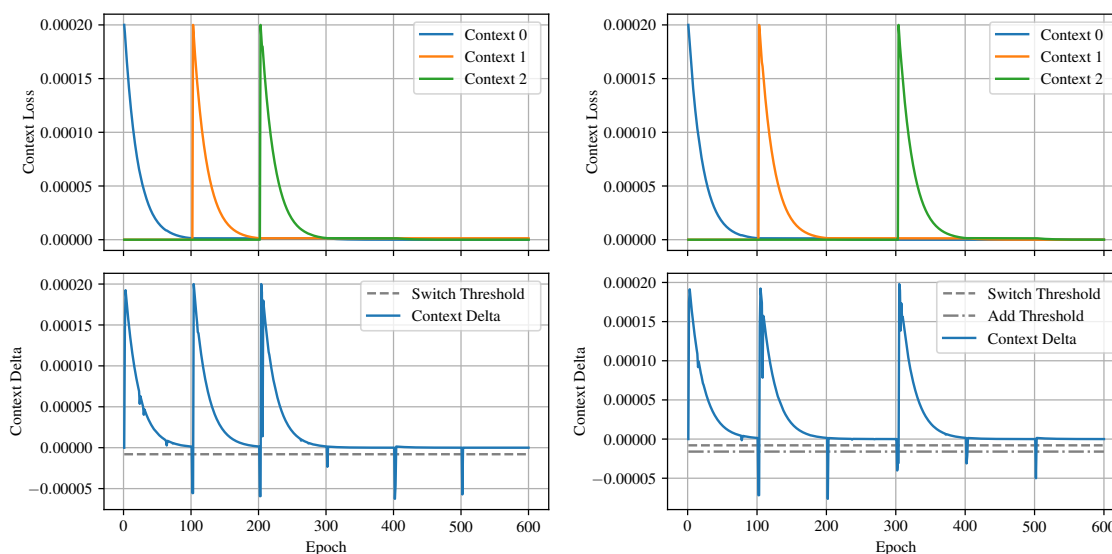 0.00020
0.00015
0.00010
0.00005
0.00000
Context Loss
Context 0
Context 1
Context 2
0.00020
0.00015
0.00010
0.00005
0.00000
−0.00005
Context Delta
Switch Threshold
Context Delta
0 100 200 300 400 500 600
Epoch
0.00020
0.00015
0.00010
0.00005
0.00000
Context Loss
Context 0
Context 1
Context 2
0.00020
0.00015
0.00010
0.00005
0.00000
−0.00005
Context Delta
Switch Threshold
Add Threshold
Context Delta
0 100 200 300 400 500 600
Epoch